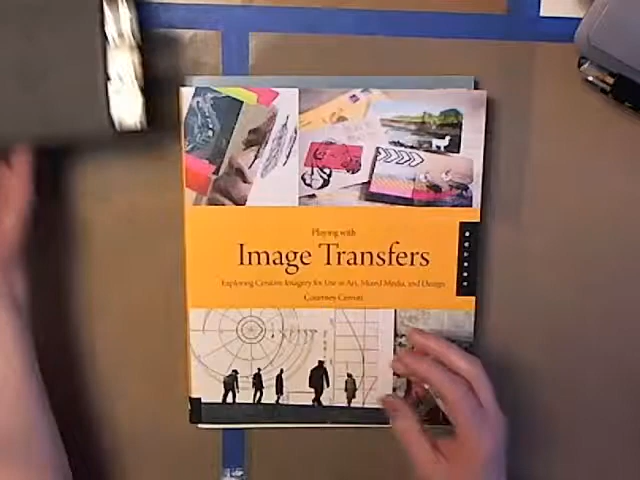 Playing with
Image Transfers
Exploring Creative Imagery for Use in Art, Mixed Media, and Design
Courtney Cerruti